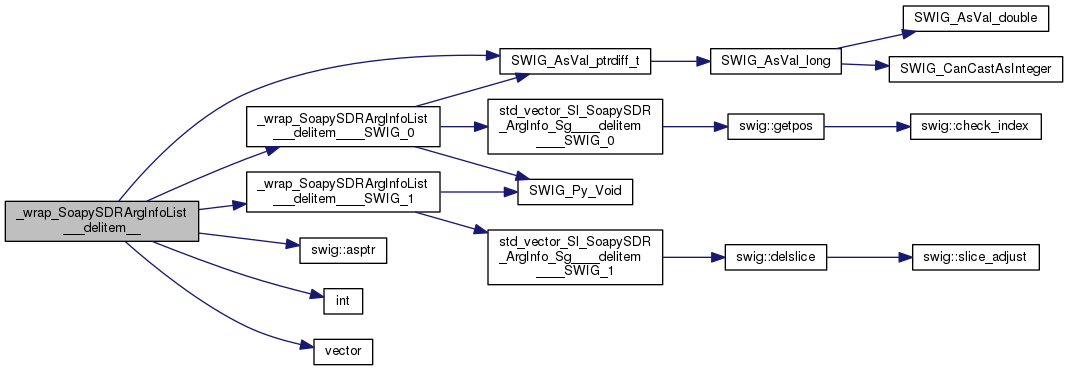 SWIG_AsVal_double
SWIG_AsVal_ptrdiff_t
SWIG_AsVal_long
SWIG_CanCastAsInteger
_wrap_SoapySDRArgInfoList
___delitem____SWIG_0
std_vector_Sl_SoapySDR
_ArgInfo_Sg____delitem
____SWIG_0
swig::getpos
swig::check_index
SWIG_Py_Void
_wrap_SoapySDRArgInfoList
___delitem____SWIG_1
_wrap_SoapySDRArgInfoList
___delitem__
swig::asptr
std_vector_Sl_SoapySDR
_ArgInfo_Sg____delitem
____SWIG_1
swig::delslice
swig::slice_adjust
int
vector